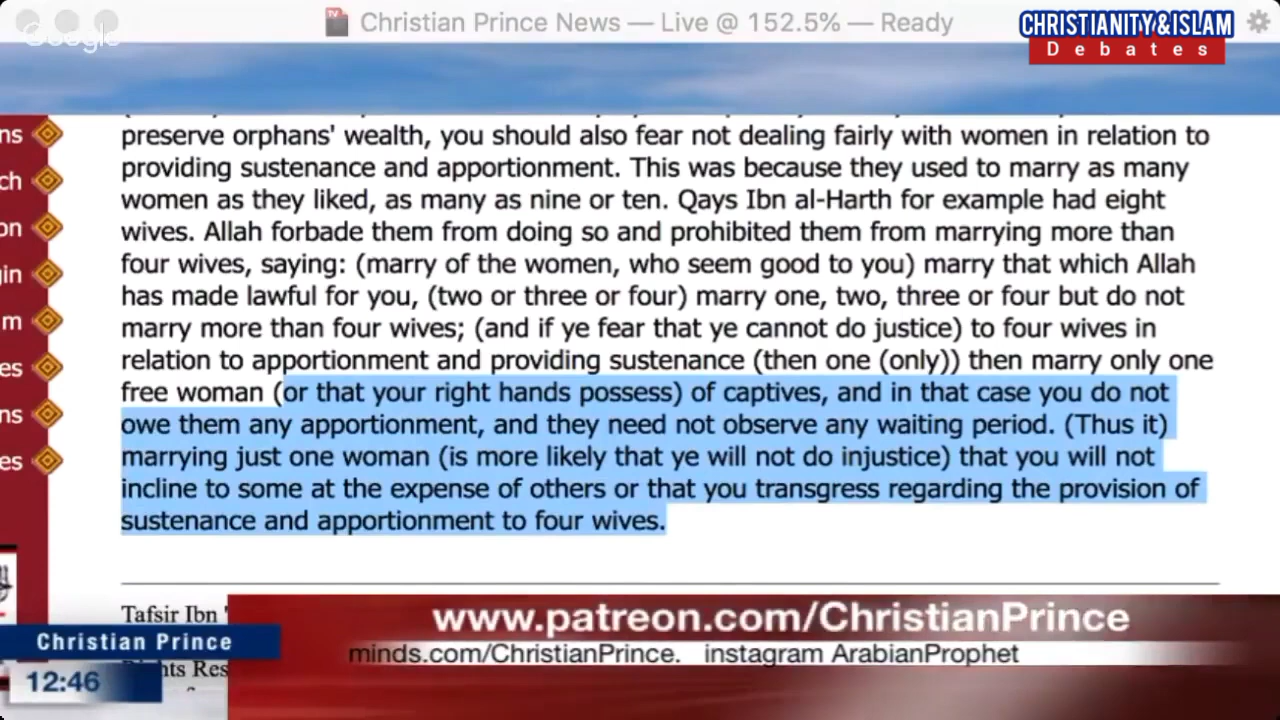 Christian Prince News — Live @ 152.5% — Ready
Google
CHRISTIANITY & ISLAM
Debates
ns
ch
on
gin
m
es
ns
es
preserve orphans' wealth, you should also fear not dealing fairly with women in relation to
providing sustenance and apportionment. This was because they used to marry as many
women as they liked, as many as nine or ten. Qays Ibn al-Harth for example had eight
wives. Allah forbade them from doing so and prohibited them from marrying more than
four wives, saying: (marry of the women, who seem good to you) marry that which Allah
has made lawful for you, (two or three or four) marry one, two, three or four but do not
marry more than four wives; (and if ye fear that ye cannot do justice) to four wives in
relation to apportionment and providing sustenance (then one (only)) then marry only one
free woman (or that your right hands possess) of captives, and in that case you do not
owe them any apportionment, and they need not observe any waiting period. (Thus it)
marrying just one woman (is more likely that ye will not do injustice) that you will not
incline to some at the expense of others or that you transgress regarding the provision of
sustenance and apportionment to four wives.
Tafsir Ibn '
hts Res
www.patreon.com/ChristianPrince
Christian Prince
minds.com/ChristianPrince. instagram ArabianProphet
12:46